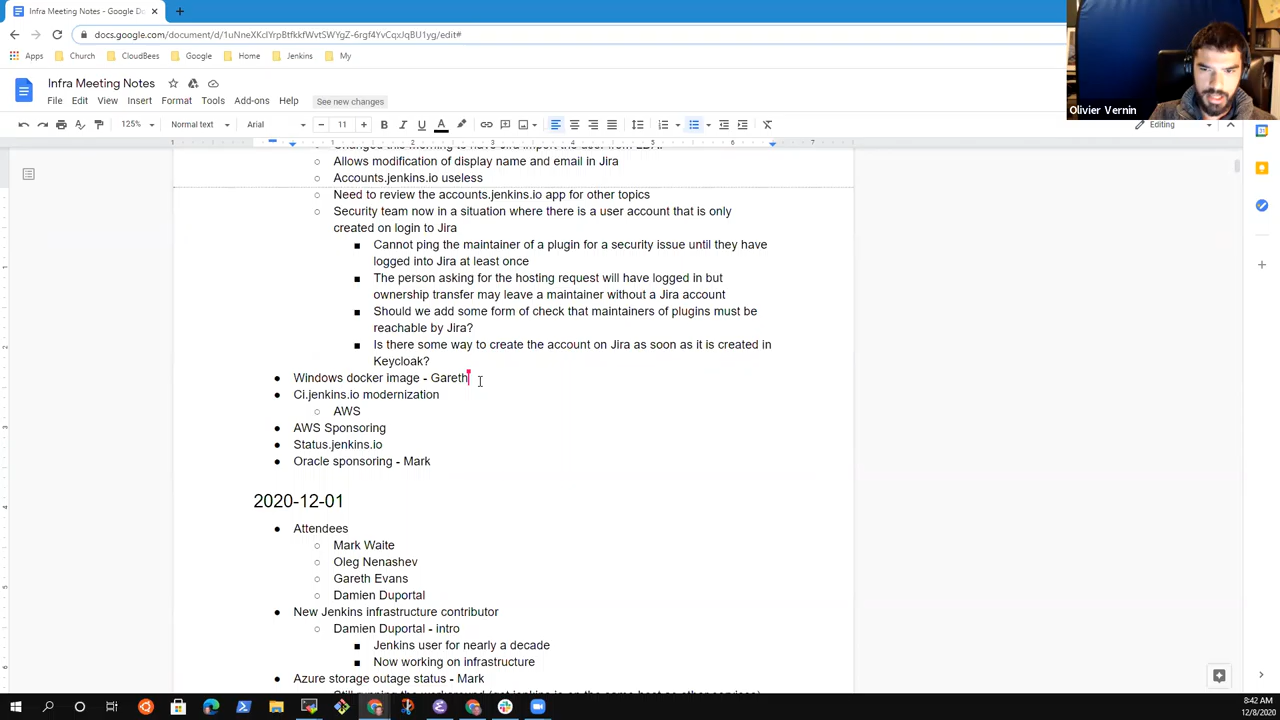 Infra Meeting Notes - Google Do
docs.google.com/document/d/1uNneXKclYrpBtfkkfWvtSWYgZ-6rgf4YvCqxJqBU1yg/edit#
Apps Church CloudBees Google Home Jenkins My
Infra Meeting Notes
File Edit View Insert Format Tools Add-ons Help See new changes
125% Normal text Arial 11 Editing
Olivier Vernin
Allows modification of display name and email in Jira
Accounts.jenkins.io useless
Need to review the accounts.jenkins.io app for other topics
Security team now in a situation where there is a user account that is only
created on login to Jira
Cannot ping the maintainer of a plugin for a security issue until they have
logged into Jira at least once
The person asking for the hosting request will have logged in but
ownership transfer may leave a maintainer without a Jira account
Should we add some form of check that maintainers of plugins must be
reachable by Jira?
Is there some way to create the account on Jira as soon as it is created in
Keycloak?
Windows docker image - Gareth
Ci.jenkins.io modernization
AWS
AWS Sponsoring
Status.jenkins.io
Oracle sponsoring - Mark
2020-12-01
Attendees
Mark Waite
Oleg Nenashev
Gareth Evans
Damien Duportal
New Jenkins infrastructure contributor
Damien Duportal - intro
Jenkins user for nearly a decade
Now working on infrastructure
Azure storage outage status - Mark
8:42 AM
12/8/2020